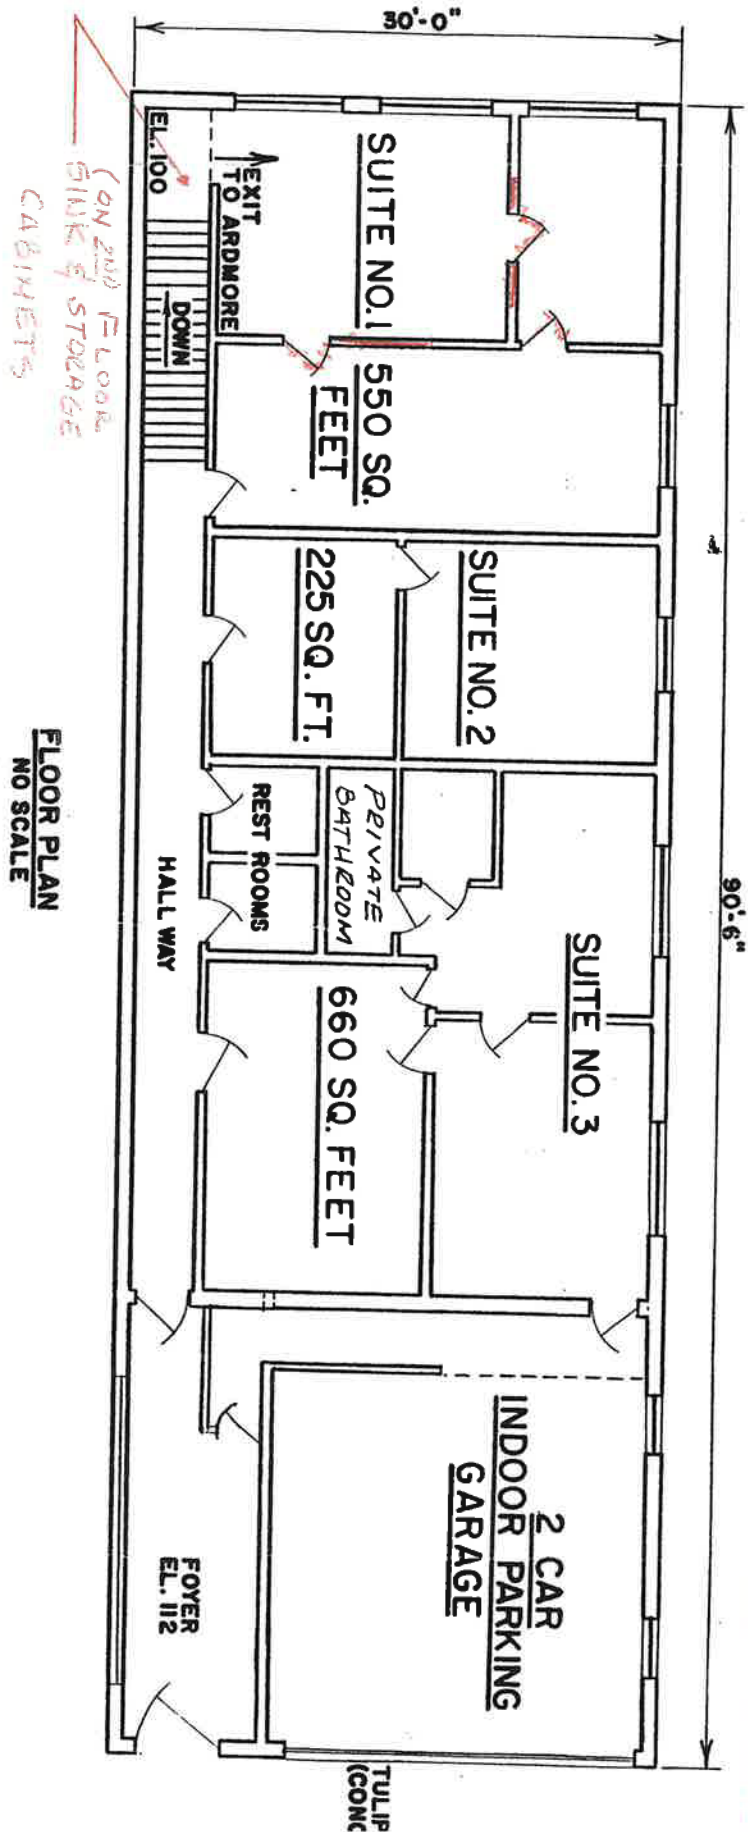 30'-0"
90'-6"
SUITE NO. 1
550 SQ.
FEET
EXIT
TO ARDMORE
EL. 100
DOWN
(ON 2ND FLOOR
SINK & STORAGE
CABINETS
SUITE NO. 2
225 SQ. FT.
REST ROOMS
PRIVATE
BATHROOM
HALL WAY
SUITE NO. 3
660 SQ. FEET
2 CAR
INDOOR PARKING
GARAGE
FOYER
EL. 112
TULIP
(CONC
FLOOR PLAN
NO SCALE